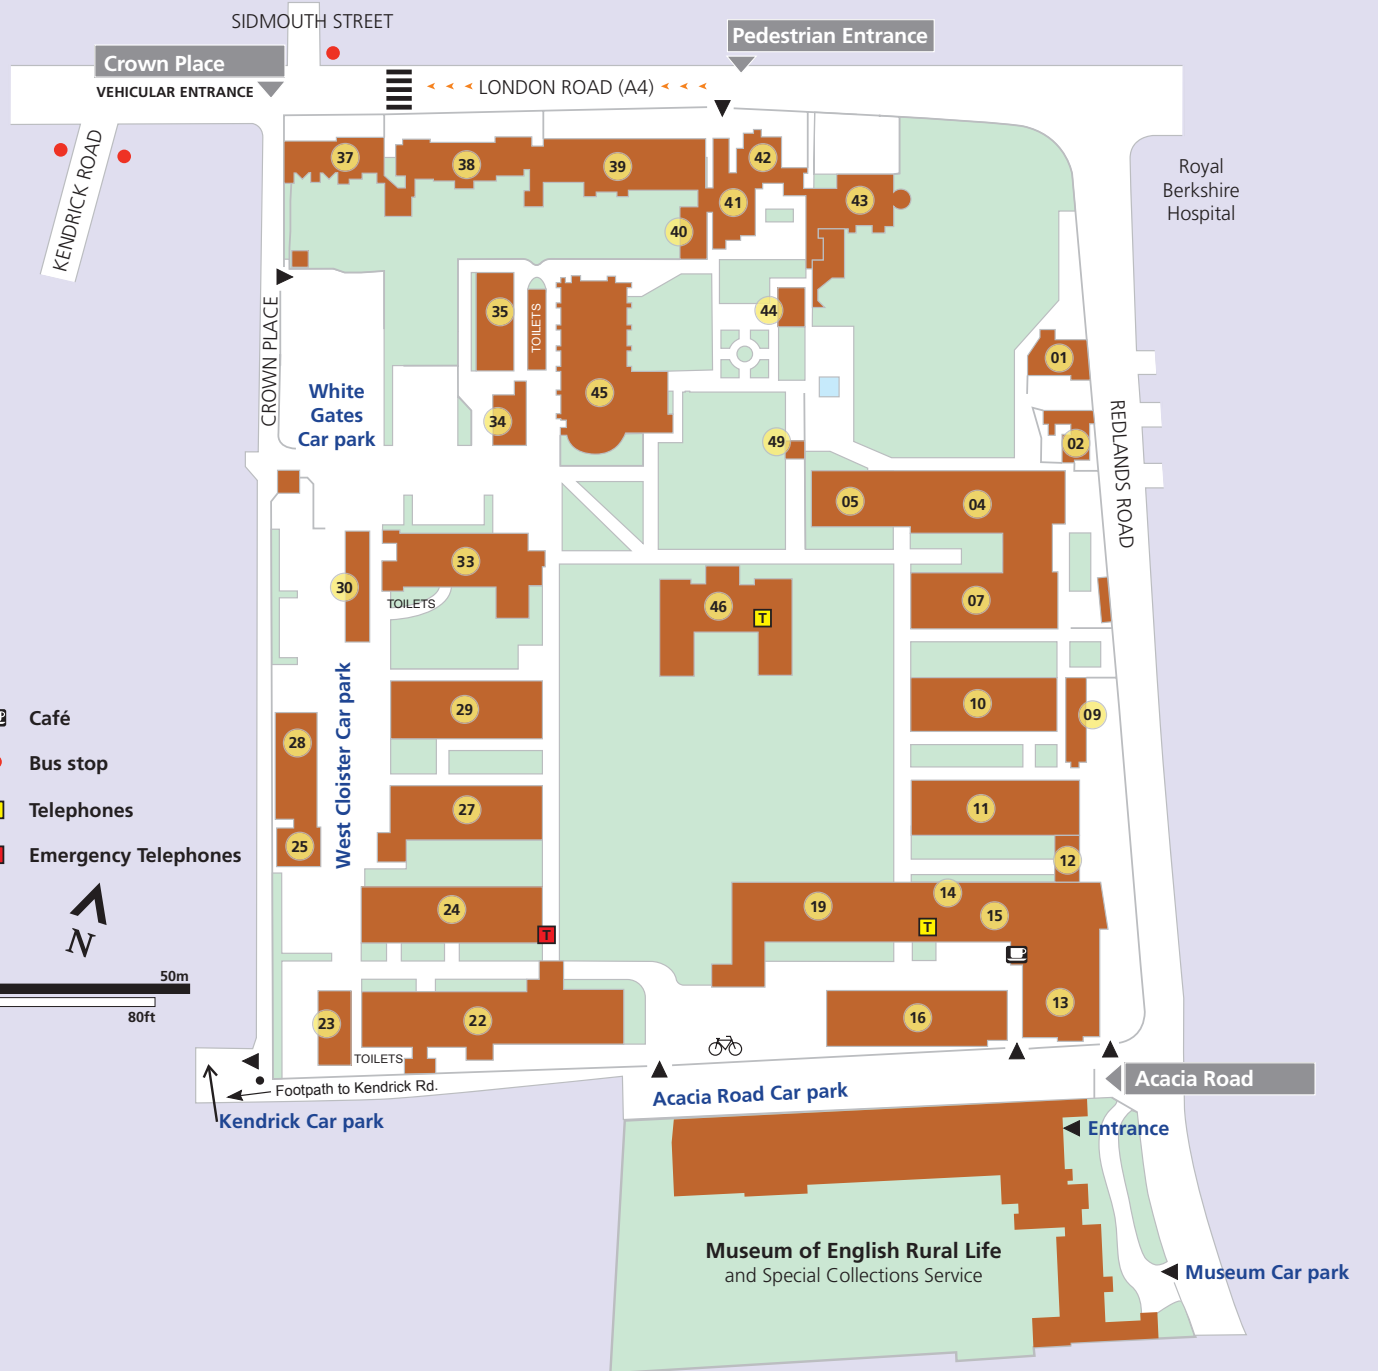 SIDMOUTH STREET
Pedestrian Entrance
Crown Place
VEHICULAR ENTRANCE
LONDON ROAD (A4)
KENDRICK ROAD
Royal
Berkshire
Hospital
37
38
39
42
41
43
40
35
TOILETS
44
01
CROWN PLACE
White
Gates
Car park
45
34
49
02
REDLANDS ROAD
05
04
33
30
TOILETS
46
T
07
29
10
09
28
West Cloister Car park
27
11
25
12
24
19
14
15
T
T
13
23
22
16
TOILETS
Café
Bus stop
Telephones
Emergency Telephones
N
50m
80ft
Footpath to Kendrick Rd.
Kendrick Car park
Acacia Road Car park
Acacia Road
Entrance
Museum of English Rural Life
and Special Collections Service
Museum Car park